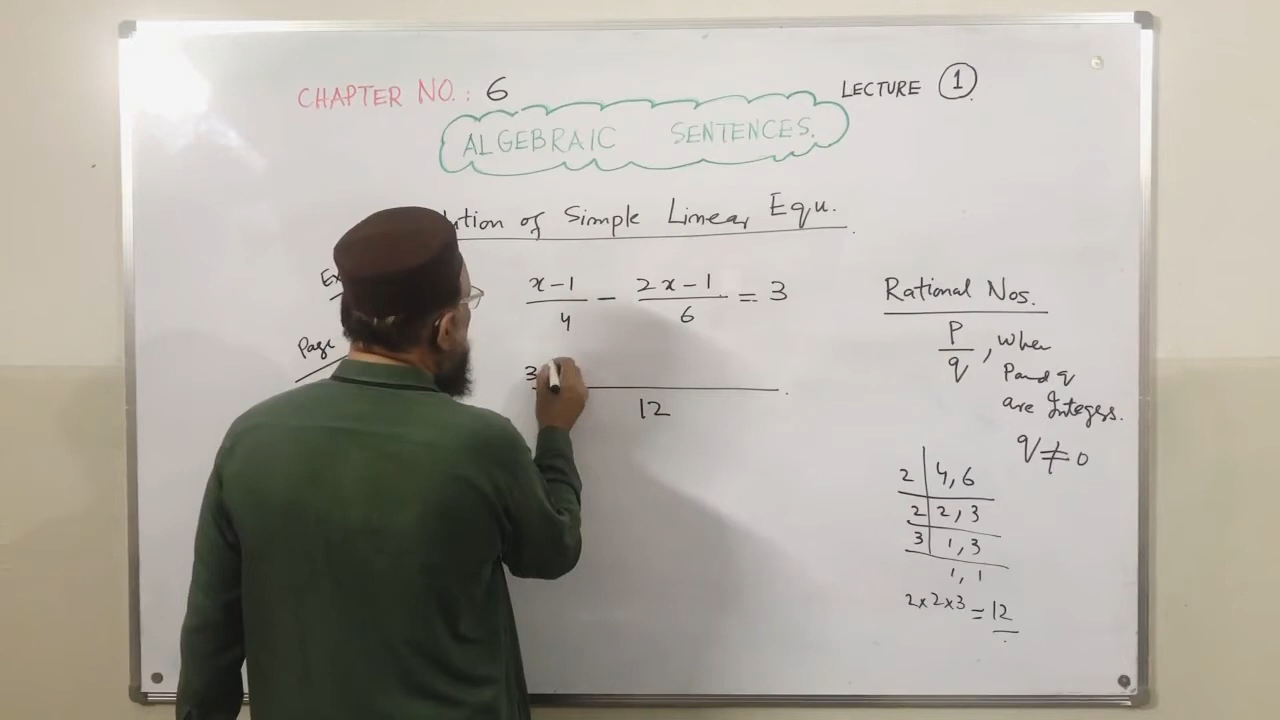 CHAPTER NO.: 6
LECTURE 1
ALGEBRAIC SENTENCES.
of Simple Linear Equ.
x-1/4 - 2x-1/6 = 3
3
12
Page
Rational Nos.
P/q, when
P and q
are Integers.
q ≠ 0
2 | 4, 6
2 | 2, 3
3 | 1, 3
1, 1
2×2×3 = 12